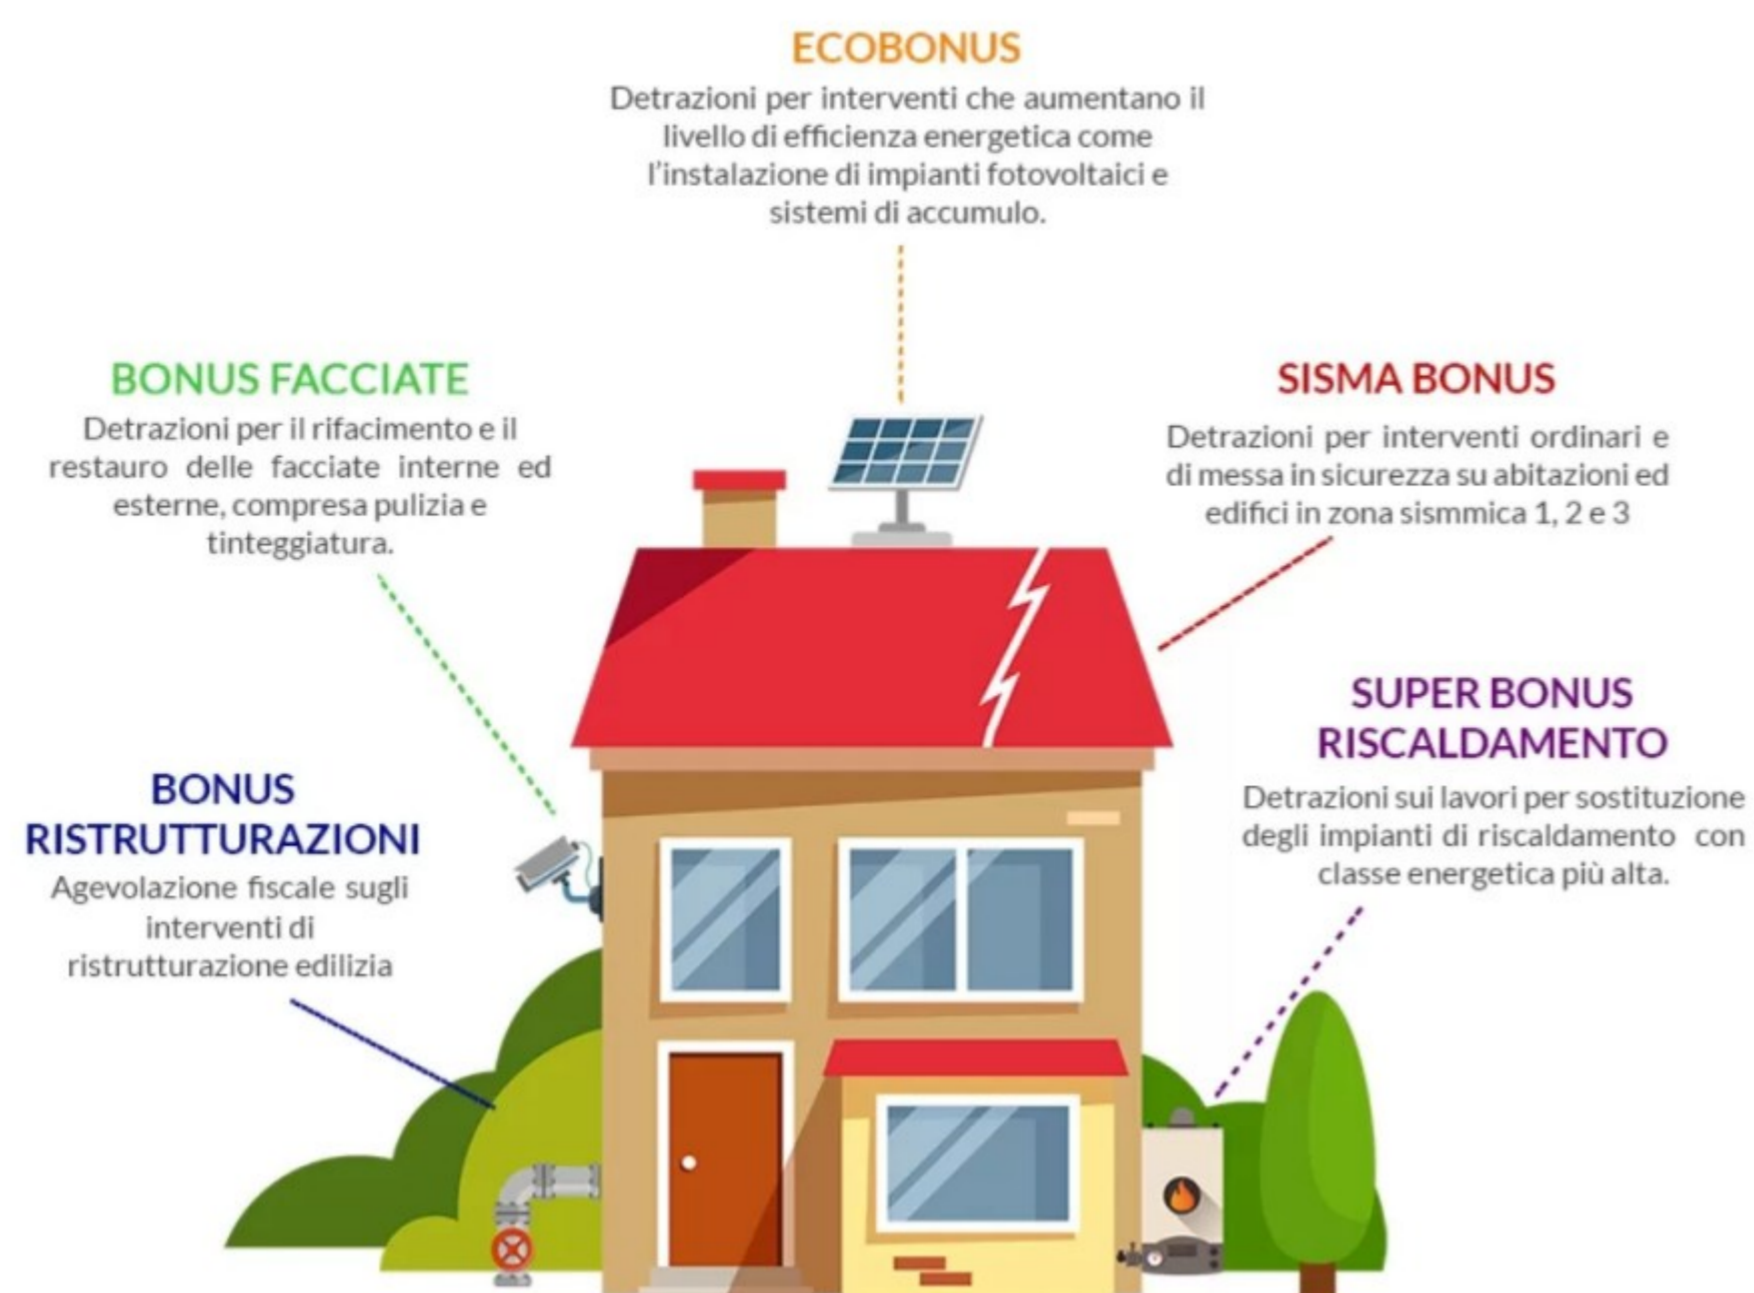 ECOBONUS
Detrazioni per interventi che aumentano il
livello di efficienza energetica come
l'instalazione di impianti fotovoltaici e
sistemi di accumulo.
BONUS FACCIATE
Detrazioni per il rifacimento e il
restauro delle facciate interne ed
esterne, compresa pulizia e
tinteggiatura.
SISMA BONUS
Detrazioni per interventi ordinari e
di messa in sicurezza su abitazioni ed
edifici in zona sismmica 1, 2 e 3
SUPER BONUS
RISCALDAMENTO
Detrazioni sui lavori per sostituzione
degli impianti di riscaldamento con
classe energetica più alta.
BONUS
RISTRUTTURAZIONI
Agevolazione fiscale sugli
interventi di
ristrutturazione edilizia